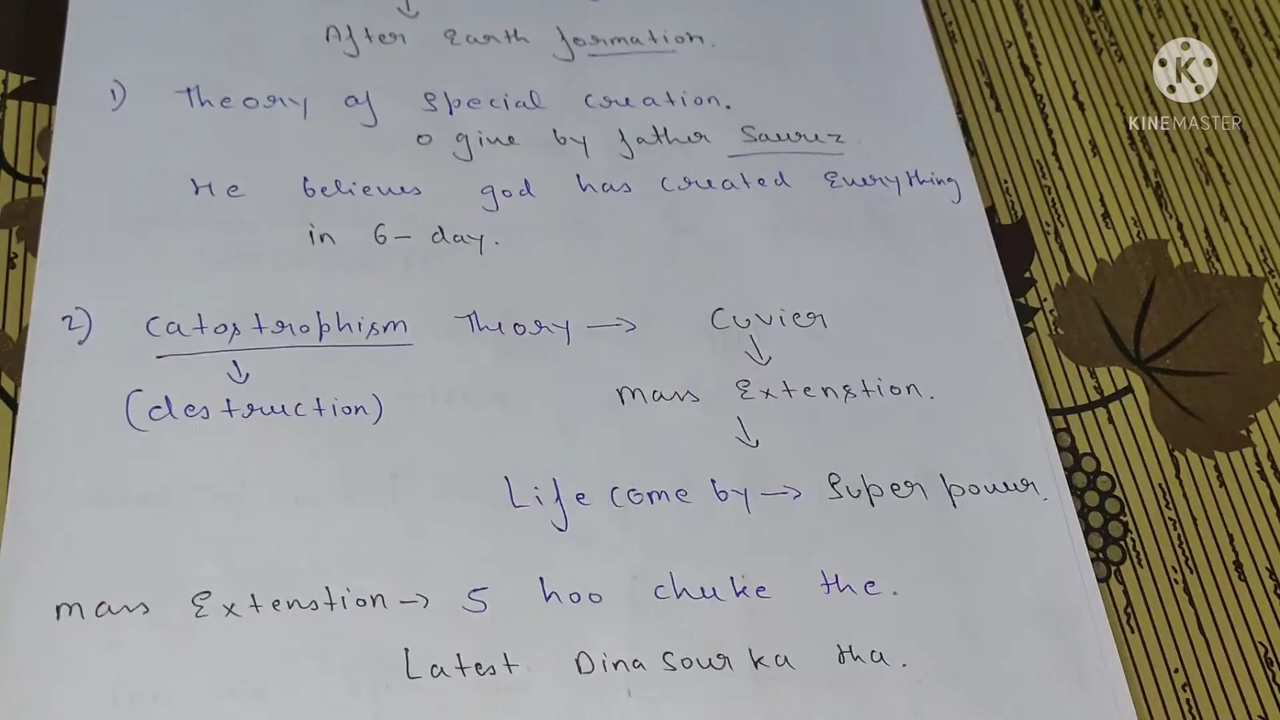 After Earth formation.
1) Theory of special creation.
o give by father Saurez.
He believes god has created Everything
in 6- day.
2) Catostrophism Theory → Cuvier
↓
(destruction)
↓
mass Extenstion.
↓
Life come by → Super power.
mass Extenstion → 5 hoo chuke the.
Latest Dinasour ka tha.
K
KINEMASTER